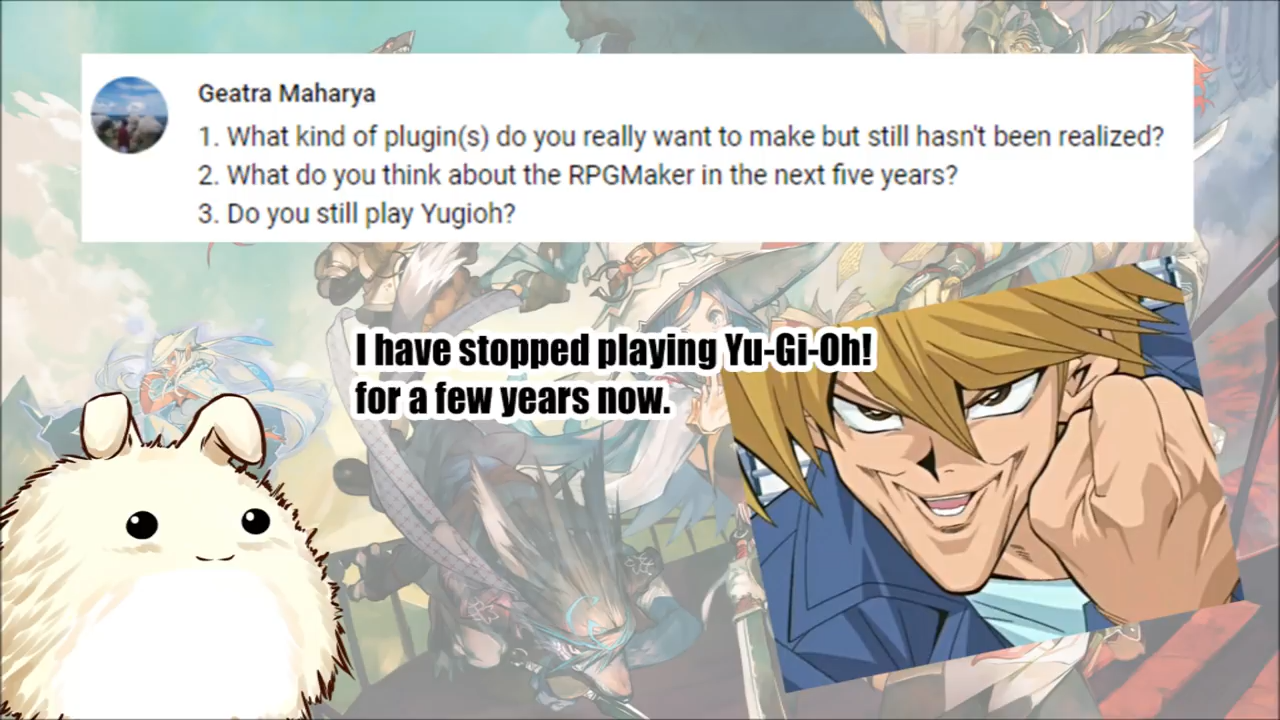 Geatra Maharya
1. What kind of plugin(s) do you really want to make but still hasn't been realized?
2. What do you think about the RPGMaker in the next five years?
3. Do you still play Yugioh?
I have stopped playing Yu-Gi-Oh!
for a few years now.